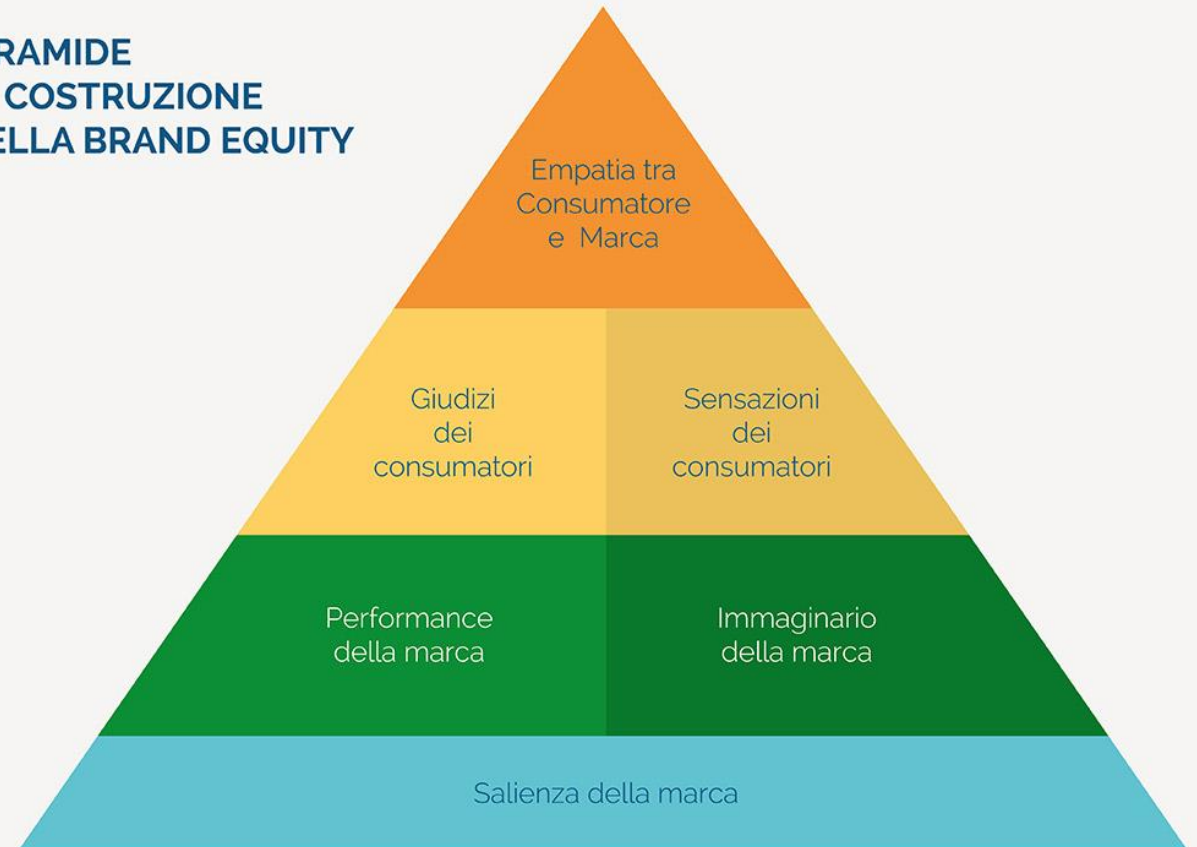 RAMIDE
COSTRUZIONE
ELLA BRAND EQUITY
Empatia tra
Consumatore
e Marca
Giudizi
dei
consumatori
Sensazioni
dei
consumatori
Performance
della marca
Immaginario
della marca
Salienza della marca